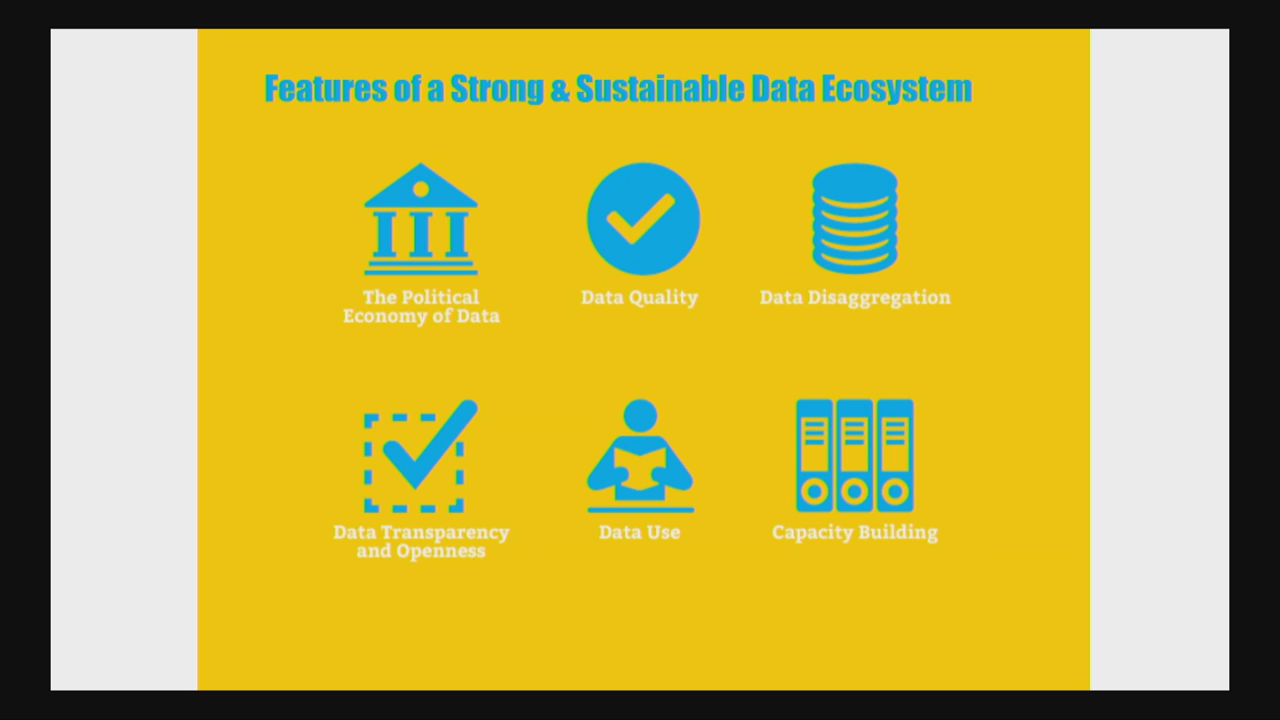 Features of a Strong & Sustainable Data Ecosystem
The Political
Economy of Data
Data Quality
Data Disaggregation
Data Transparency
and Openness
Data Use
Capacity Building